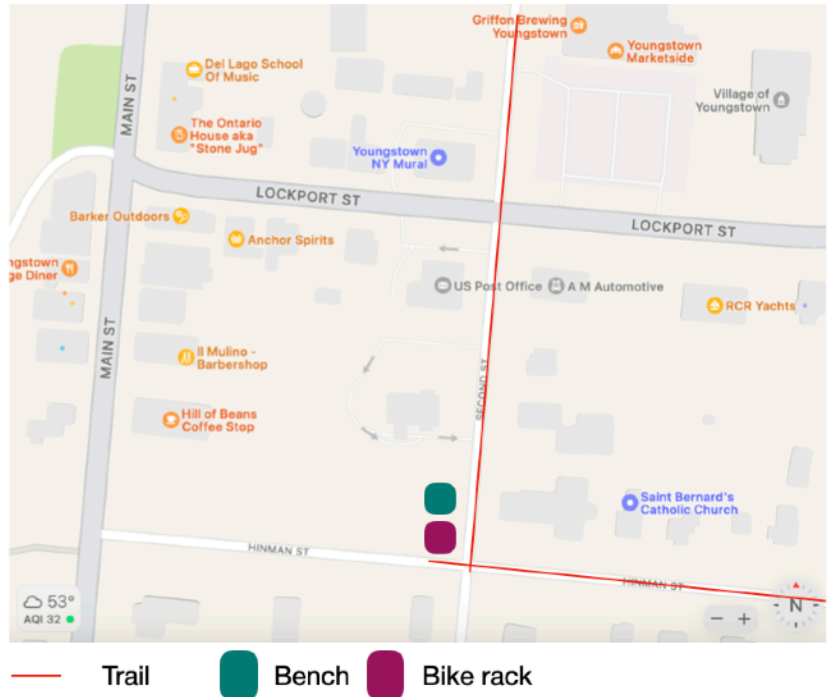 Griffon Brewing
Youngstown
Youngstown
Marketside
Del Lago School
Of Music
Village of
Youngstown
MAIN ST
The Ontario
House aka
"Stone Jug"
Youngstown
NY Mural
LOCKPORT ST
LOCKPORT ST
Barker Outdoors
Anchor Spirits
ngstown
ge Diner
US Post Office
A M Automotive
RCR Yachts
MAIN ST
Il Mulino -
Barbershop
SECOND ST
Hill of Beans
Coffee Stop
Saint Bernard's
Catholic Church
HINMAN ST
HINMAN ST
53°
AQI 32
N
Trail
Bench
Bike rack